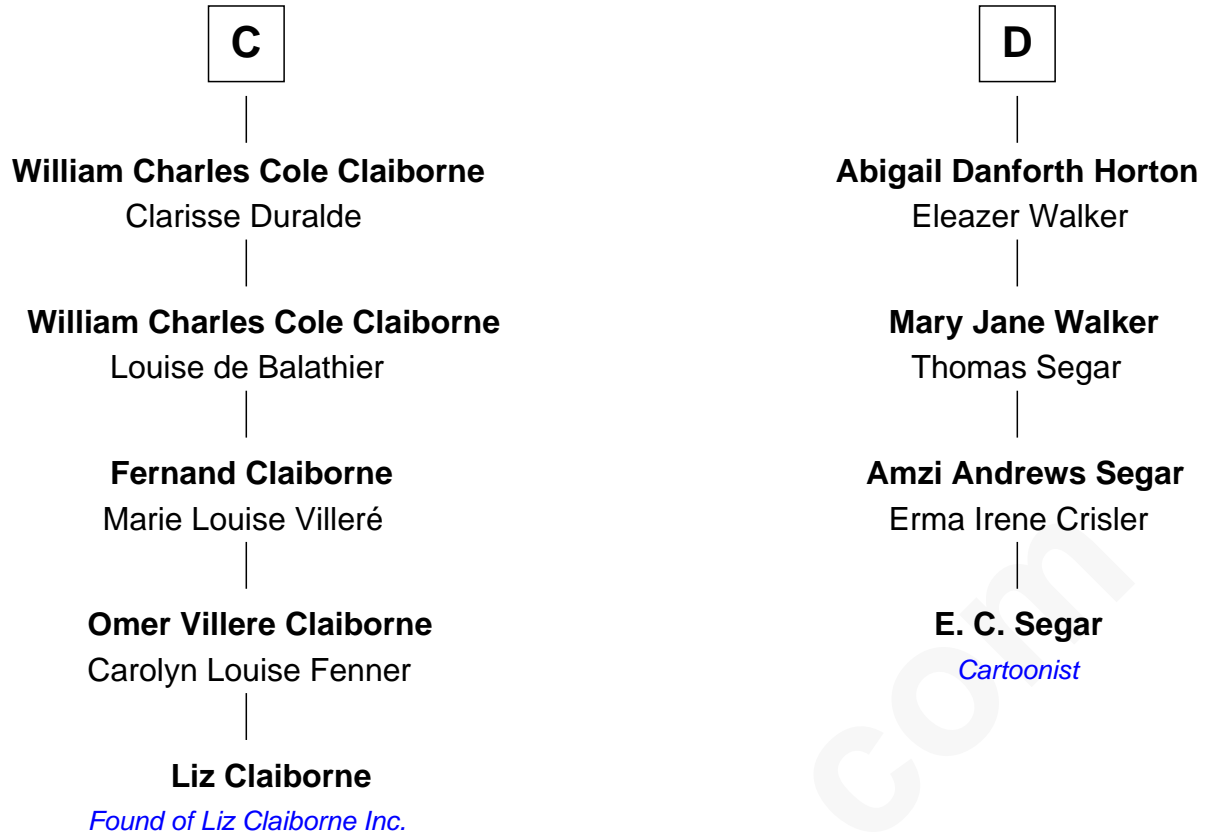 C
William Charles Cole Claiborne
Clarisse Duralde
William Charles Cole Claiborne
Louise de Balathier
Fernand Claiborne
Marie Louise Villeré
Omer Villere Claiborne
Carolyn Louise Fenner
Liz Claiborne
Found of Liz Claiborne Inc.
D
Abigail Danforth Horton
Eleazer Walker
Mary Jane Walker
Thomas Segar
Amzi Andrews Segar
Erma Irene Crisler
E. C. Segar
Cartoonist
com